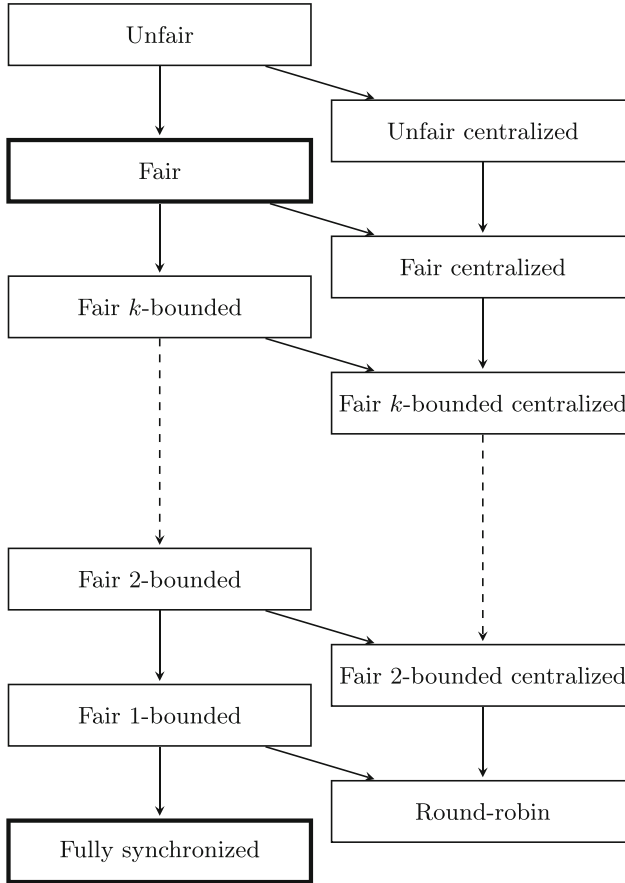 Unfair
Unfair centralized
Fair
Fair centralized
Fair k-bounded
Fair k-bounded centralized
Fair 2-bounded
Fair 2-bounded centralized
Fair 1-bounded
Round-robin
Fully synchronized